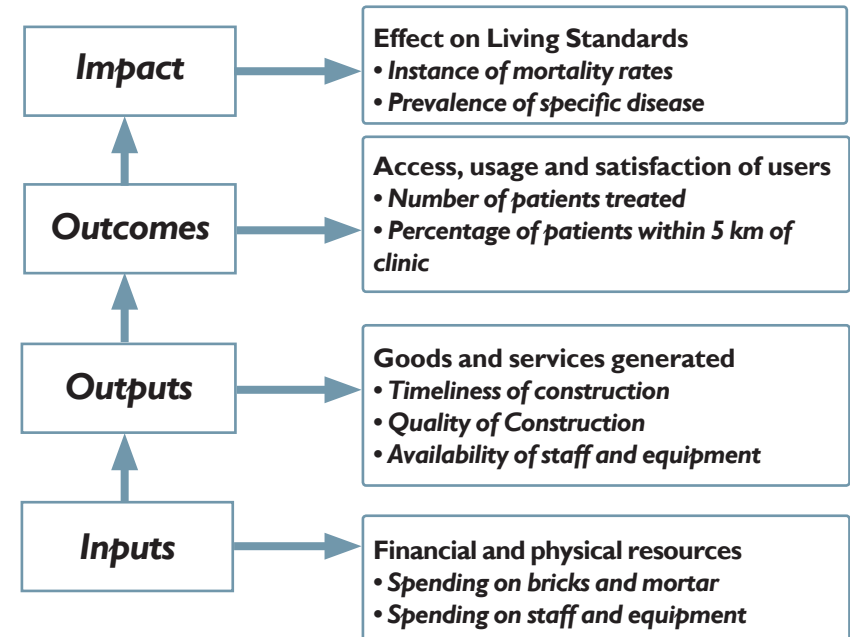 Impact
Effect on Living Standards
• Instance of mortality rates
• Prevalence of specific disease
Outcomes
Access, usage and satisfaction of users
• Number of patients treated
• Percentage of patients within 5 km of
clinic
Outputs
Goods and services generated
• Timeliness of construction
• Quality of Construction
• Availability of staff and equipment
Inputs
Financial and physical resources
• Spending on bricks and mortar
• Spending on staff and equipment